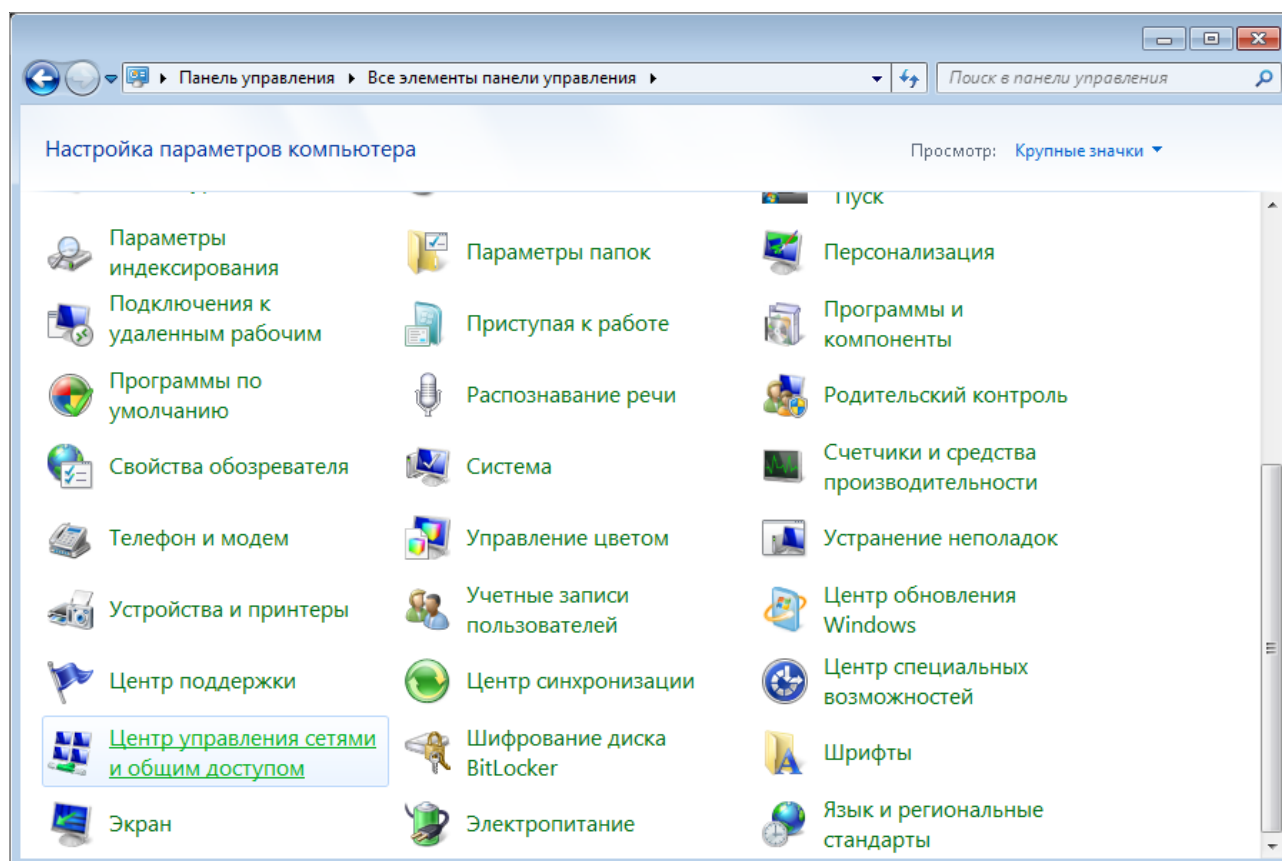 Панель управления ▸ Все элементы панели управления ▸
Поиск в панели управления
Настройка параметров компьютера
Просмотр: Крупные значки
Пуск
Параметры
индексирования
Параметры папок
Персонализация
Подключения к
удаленным рабочим
Приступая к работе
Программы и
компоненты
Программы по
умолчанию
Распознавание речи
Родительский контроль
Свойства обозревателя
Система
Счетчики и средства
производительности
Телефон и модем
Управление цветом
Устранение неполадок
Устройства и принтеры
Учетные записи
пользователей
Центр обновления
Windows
Центр поддержки
Центр синхронизации
Центр специальных
возможностей
Центр управления сетями
и общим доступом
Шифрование диска
BitLocker
Шрифты
Экран
Электропитание
Язык и региональные
стандарты